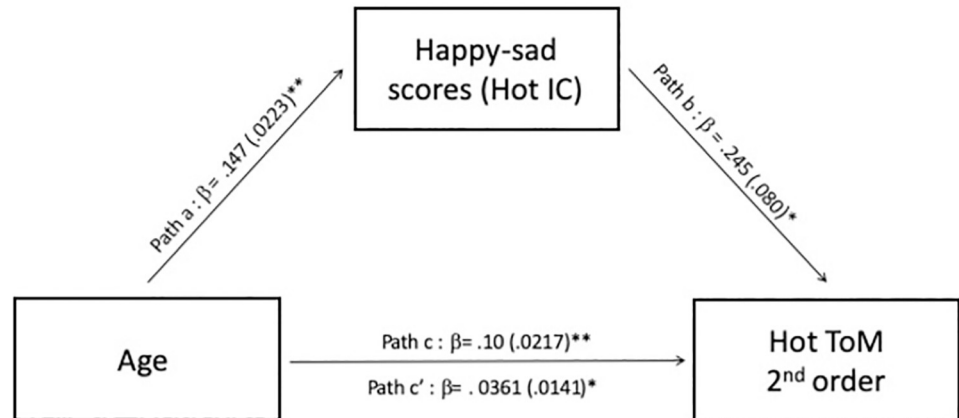 Happy-sad
scores (Hot IC)
Path a : β= .147 (.0223)**
Path b : β = .245 (.080)*
Age
Path c : β= .10 (.0217)**
Path c’ : β= . 0361 (.0141)*
Hot ToM
2nd order